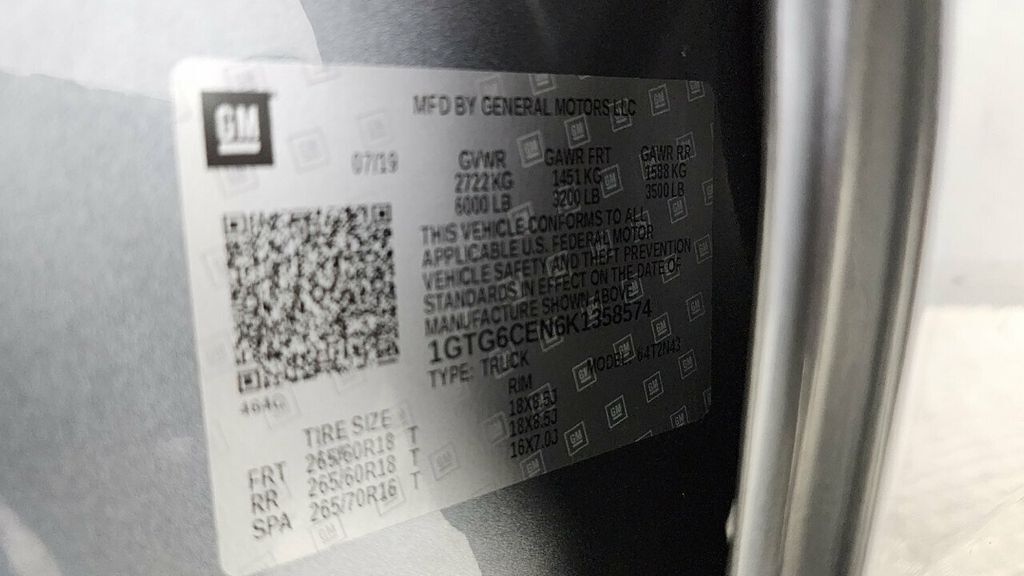 GM
MFD BY GENERAL MOTORS LLC
07/19
GVWR GAWR FRT GAWR RR
2722 KG 1451 KG 1588 KG
6000 LB 3200 LB 3500 LB
THIS VEHICLE CONFORMS TO ALL
APPLICABLE U.S. FEDERAL MOTOR
VEHICLE SAFETY AND THEFT PREVENTION
STANDARDS IN EFFECT ON THE DATE OF
MANUFACTURE SHOWN ABOVE.
1GTG6CEN6K1358574
TYPE: TRUCK MODEL: 64T2N43
464G
TIRE SIZE RIM
FRT 265/60R18 T 18X8.5J
RR 265/60R18 T 18X8.5J
SPA 265/70R16 T 16X7.0J